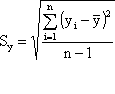 S_y = √( Σ_{i=1}^{n} (y_i − ȳ)² / (n − 1) )